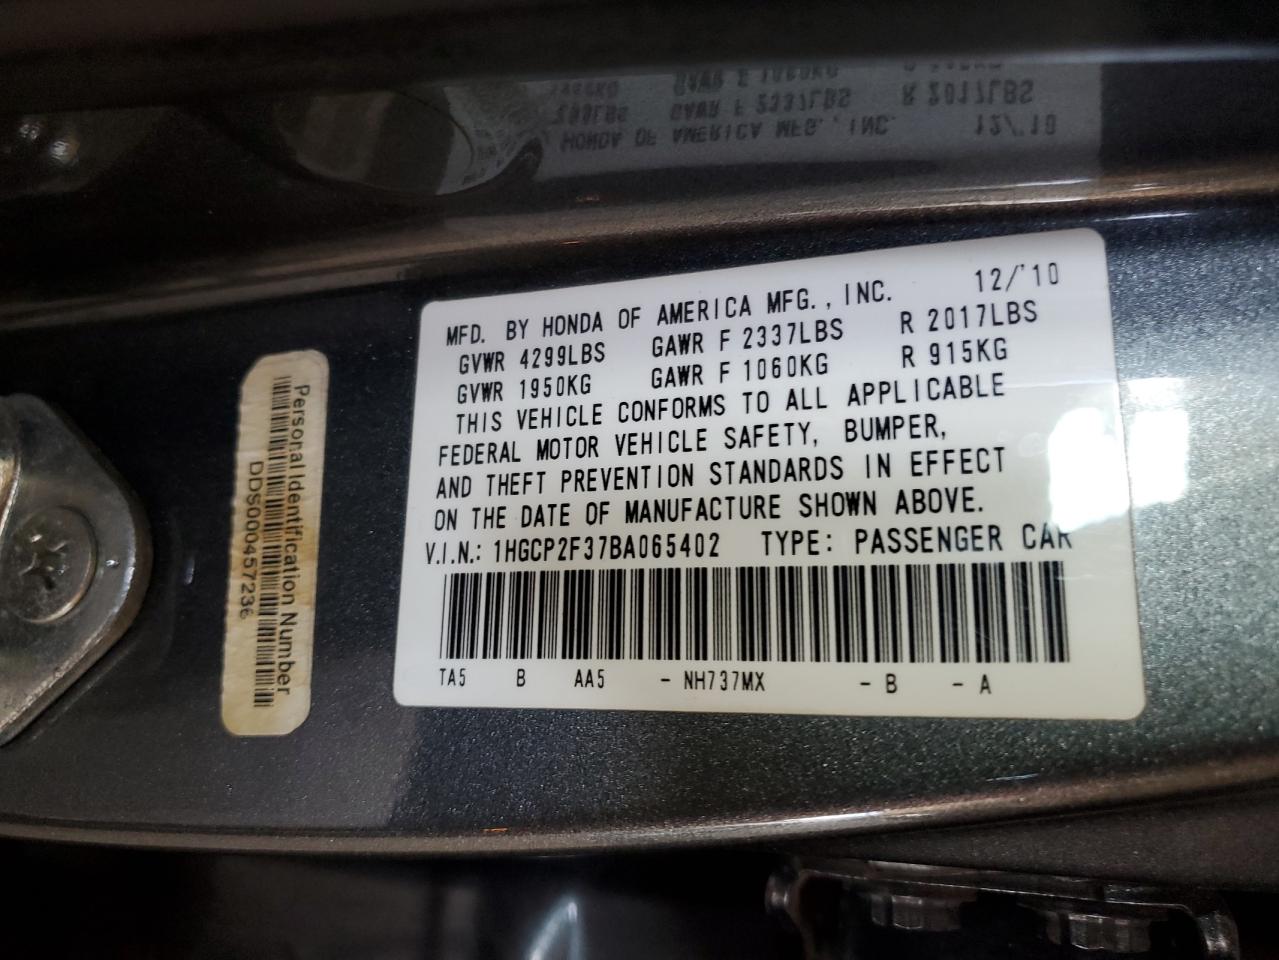 MFD. BY HONDA OF AMERICA MFG., INC. 12/'10
GVWR 4299LBS GAWR F 2337LBS R 2017LBS
GVWR 1950KG GAWR F 1060KG R 915KG
THIS VEHICLE CONFORMS TO ALL APPLICABLE
FEDERAL MOTOR VEHICLE SAFETY, BUMPER,
AND THEFT PREVENTION STANDARDS IN EFFECT
ON THE DATE OF MANUFACTURE SHOWN ABOVE.
V.I.N.: 1HGCP2F37BA065402 TYPE: PASSENGER CAR
TA5 B AA5 - NH737MX - B - A
Personal Identification Number
DDS000457236